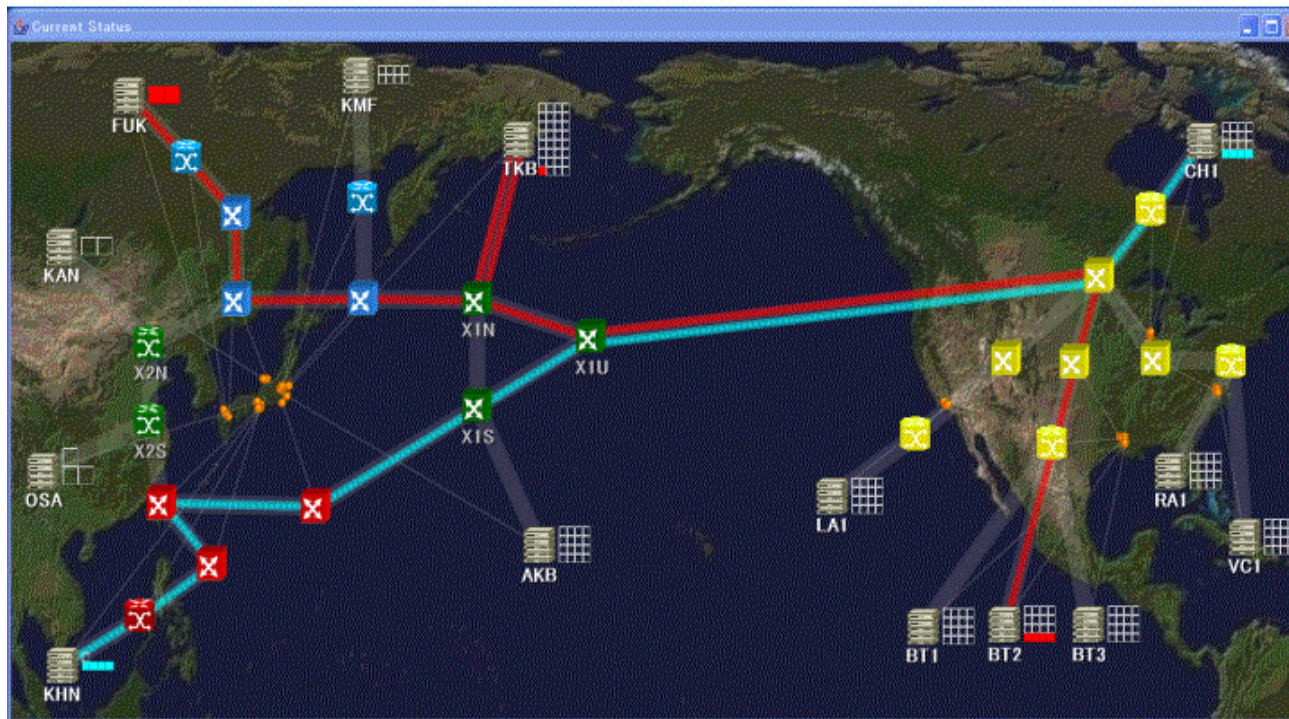 Current Status
FUK
KMF
TKB
CH1
KAN
X1N
X2N
X1U
X2S
X1S
OSA
LA1
RA1
AKB
VC1
BT1
BT2
BT3
KHN